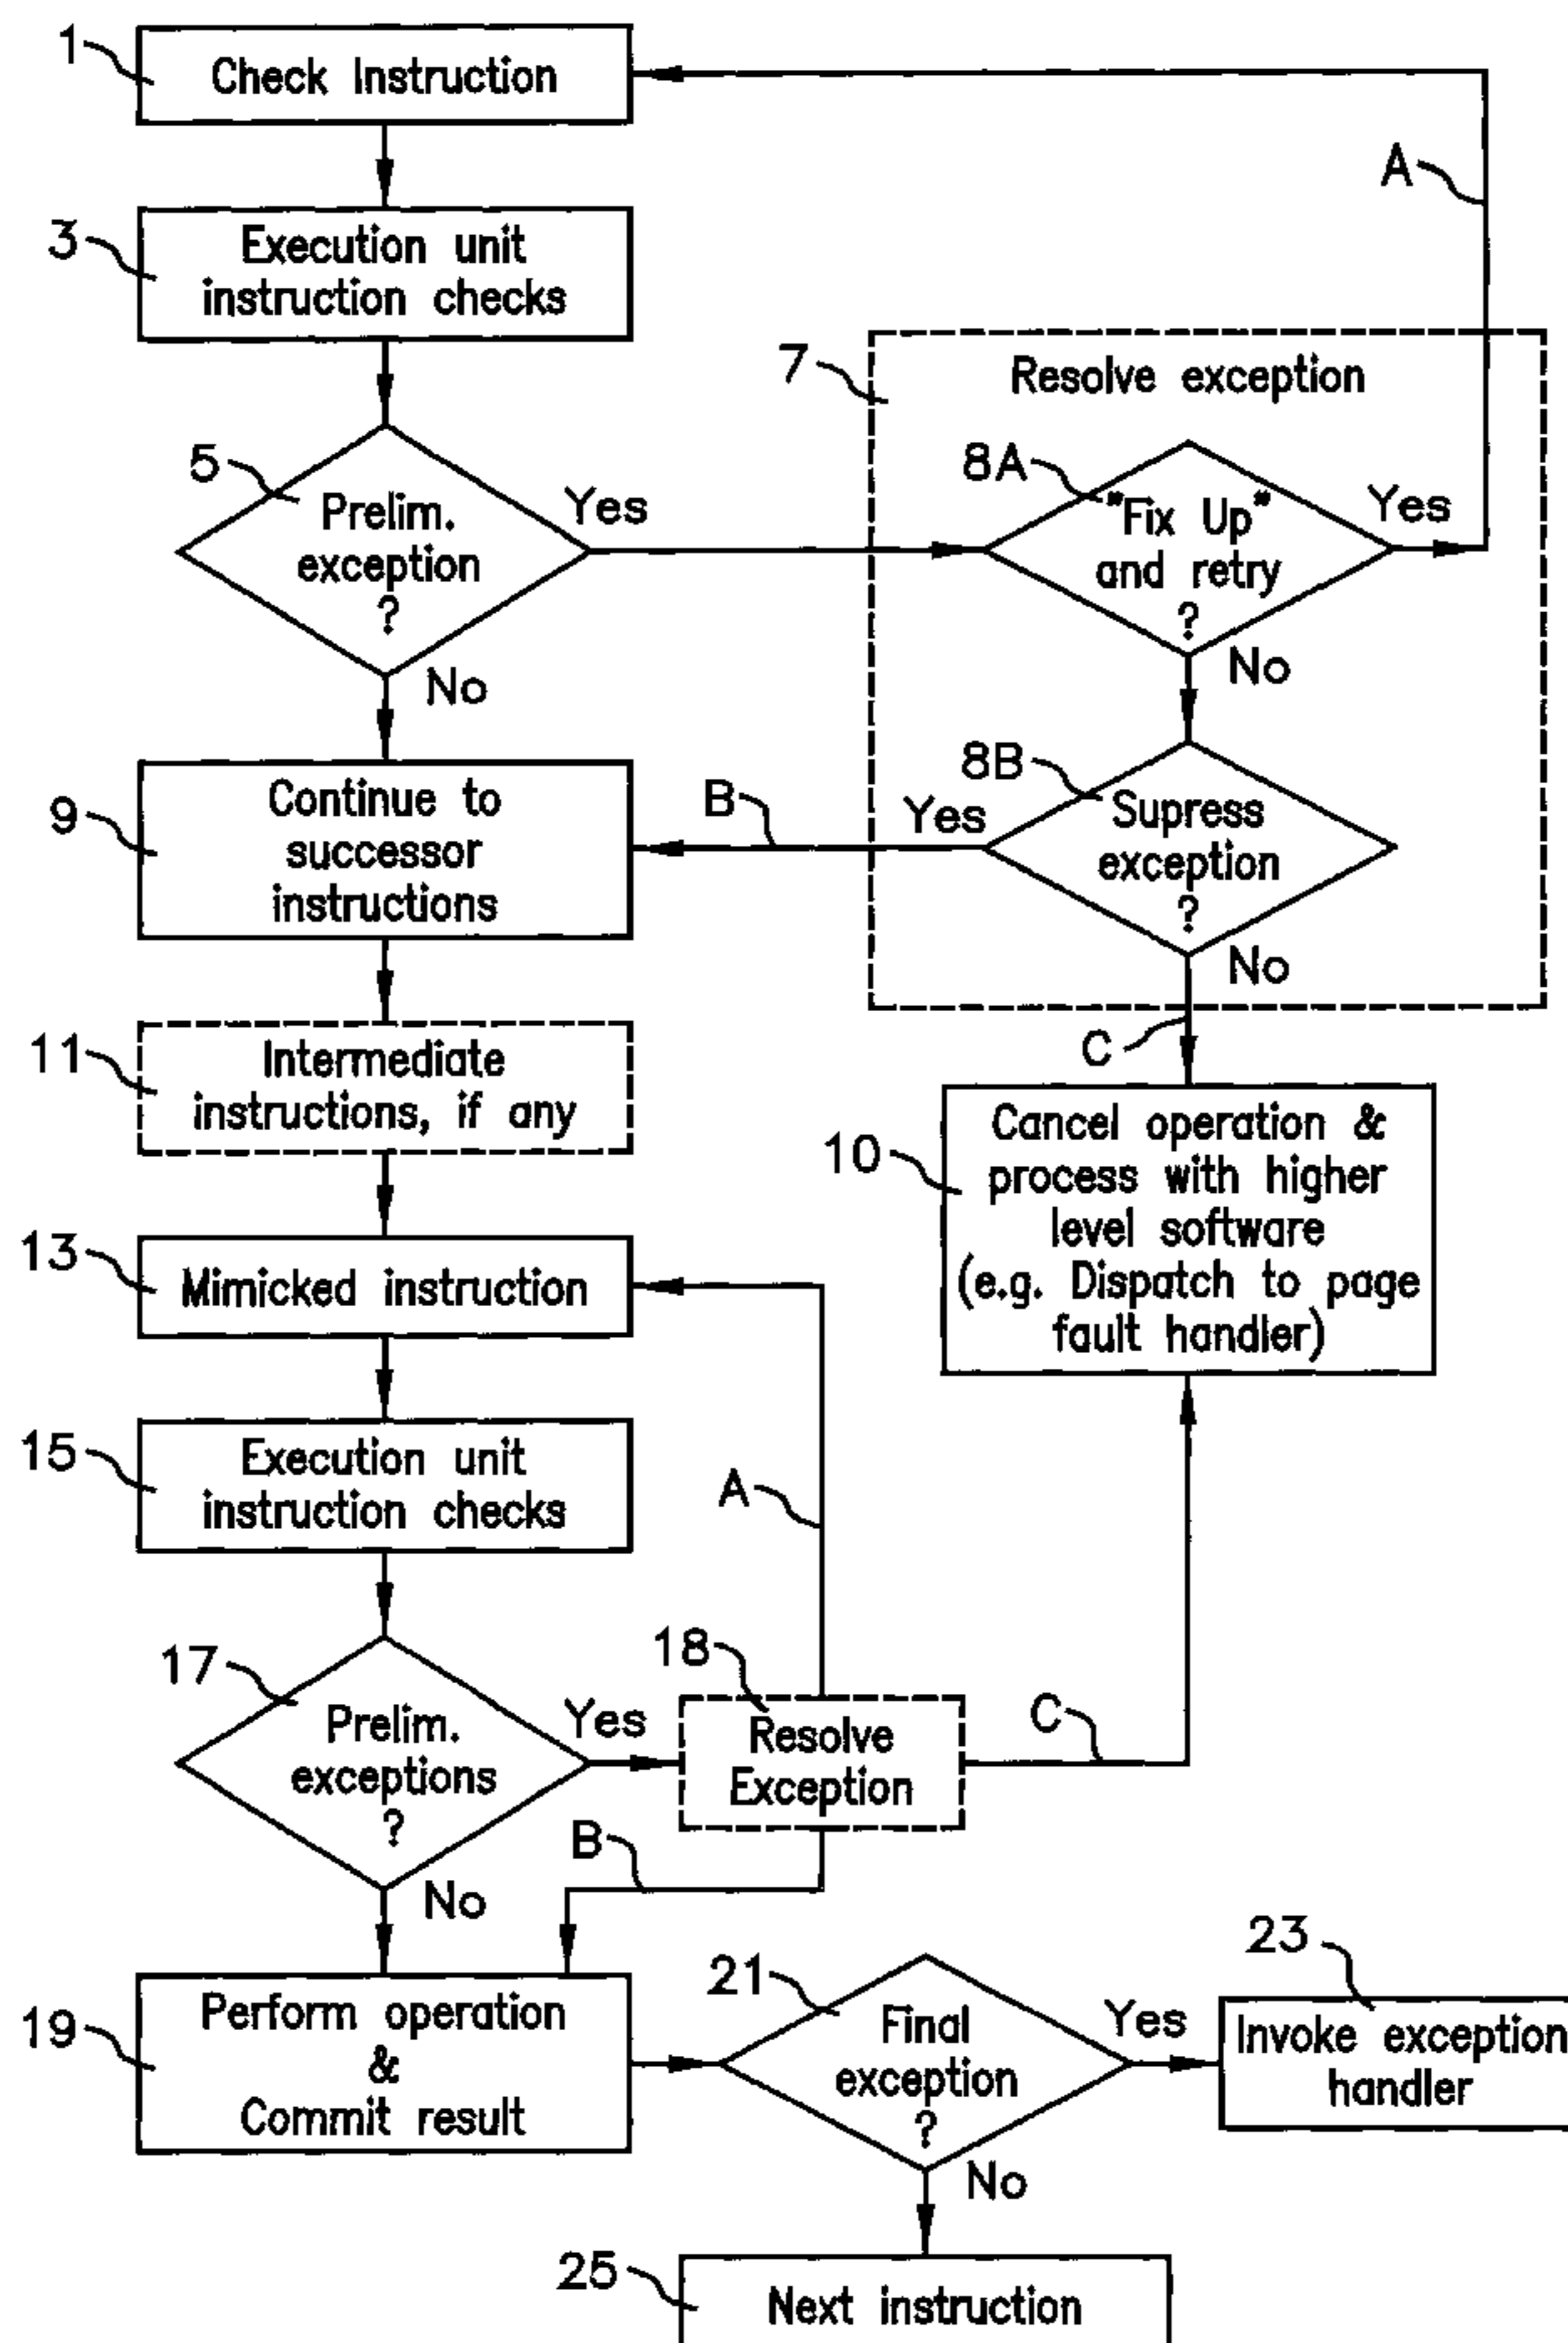 1
Check Instruction
A
3
Execution unit
instruction checks
7
Resolve exception
5
Prelim.
exception
?
Yes
No
8A
"Fix Up"
and retry
?
Yes
No
8B
Supress
exception
?
Yes
No
B
9
Continue to
successor
instructions
C
11
Intermediate
instructions, if any
10
Cancel operation &
process with higher
level software
(e.g. Dispatch to page
fault handler)
13
Mimicked instruction
A
15
Execution unit
instruction checks
17
Prelim.
exceptions
?
Yes
No
18
Resolve
Exception
C
B
19
Perform operation
&
Commit result
21
Final
exception
?
Yes
No
23
Invoke exception
handler
25
Next instruction